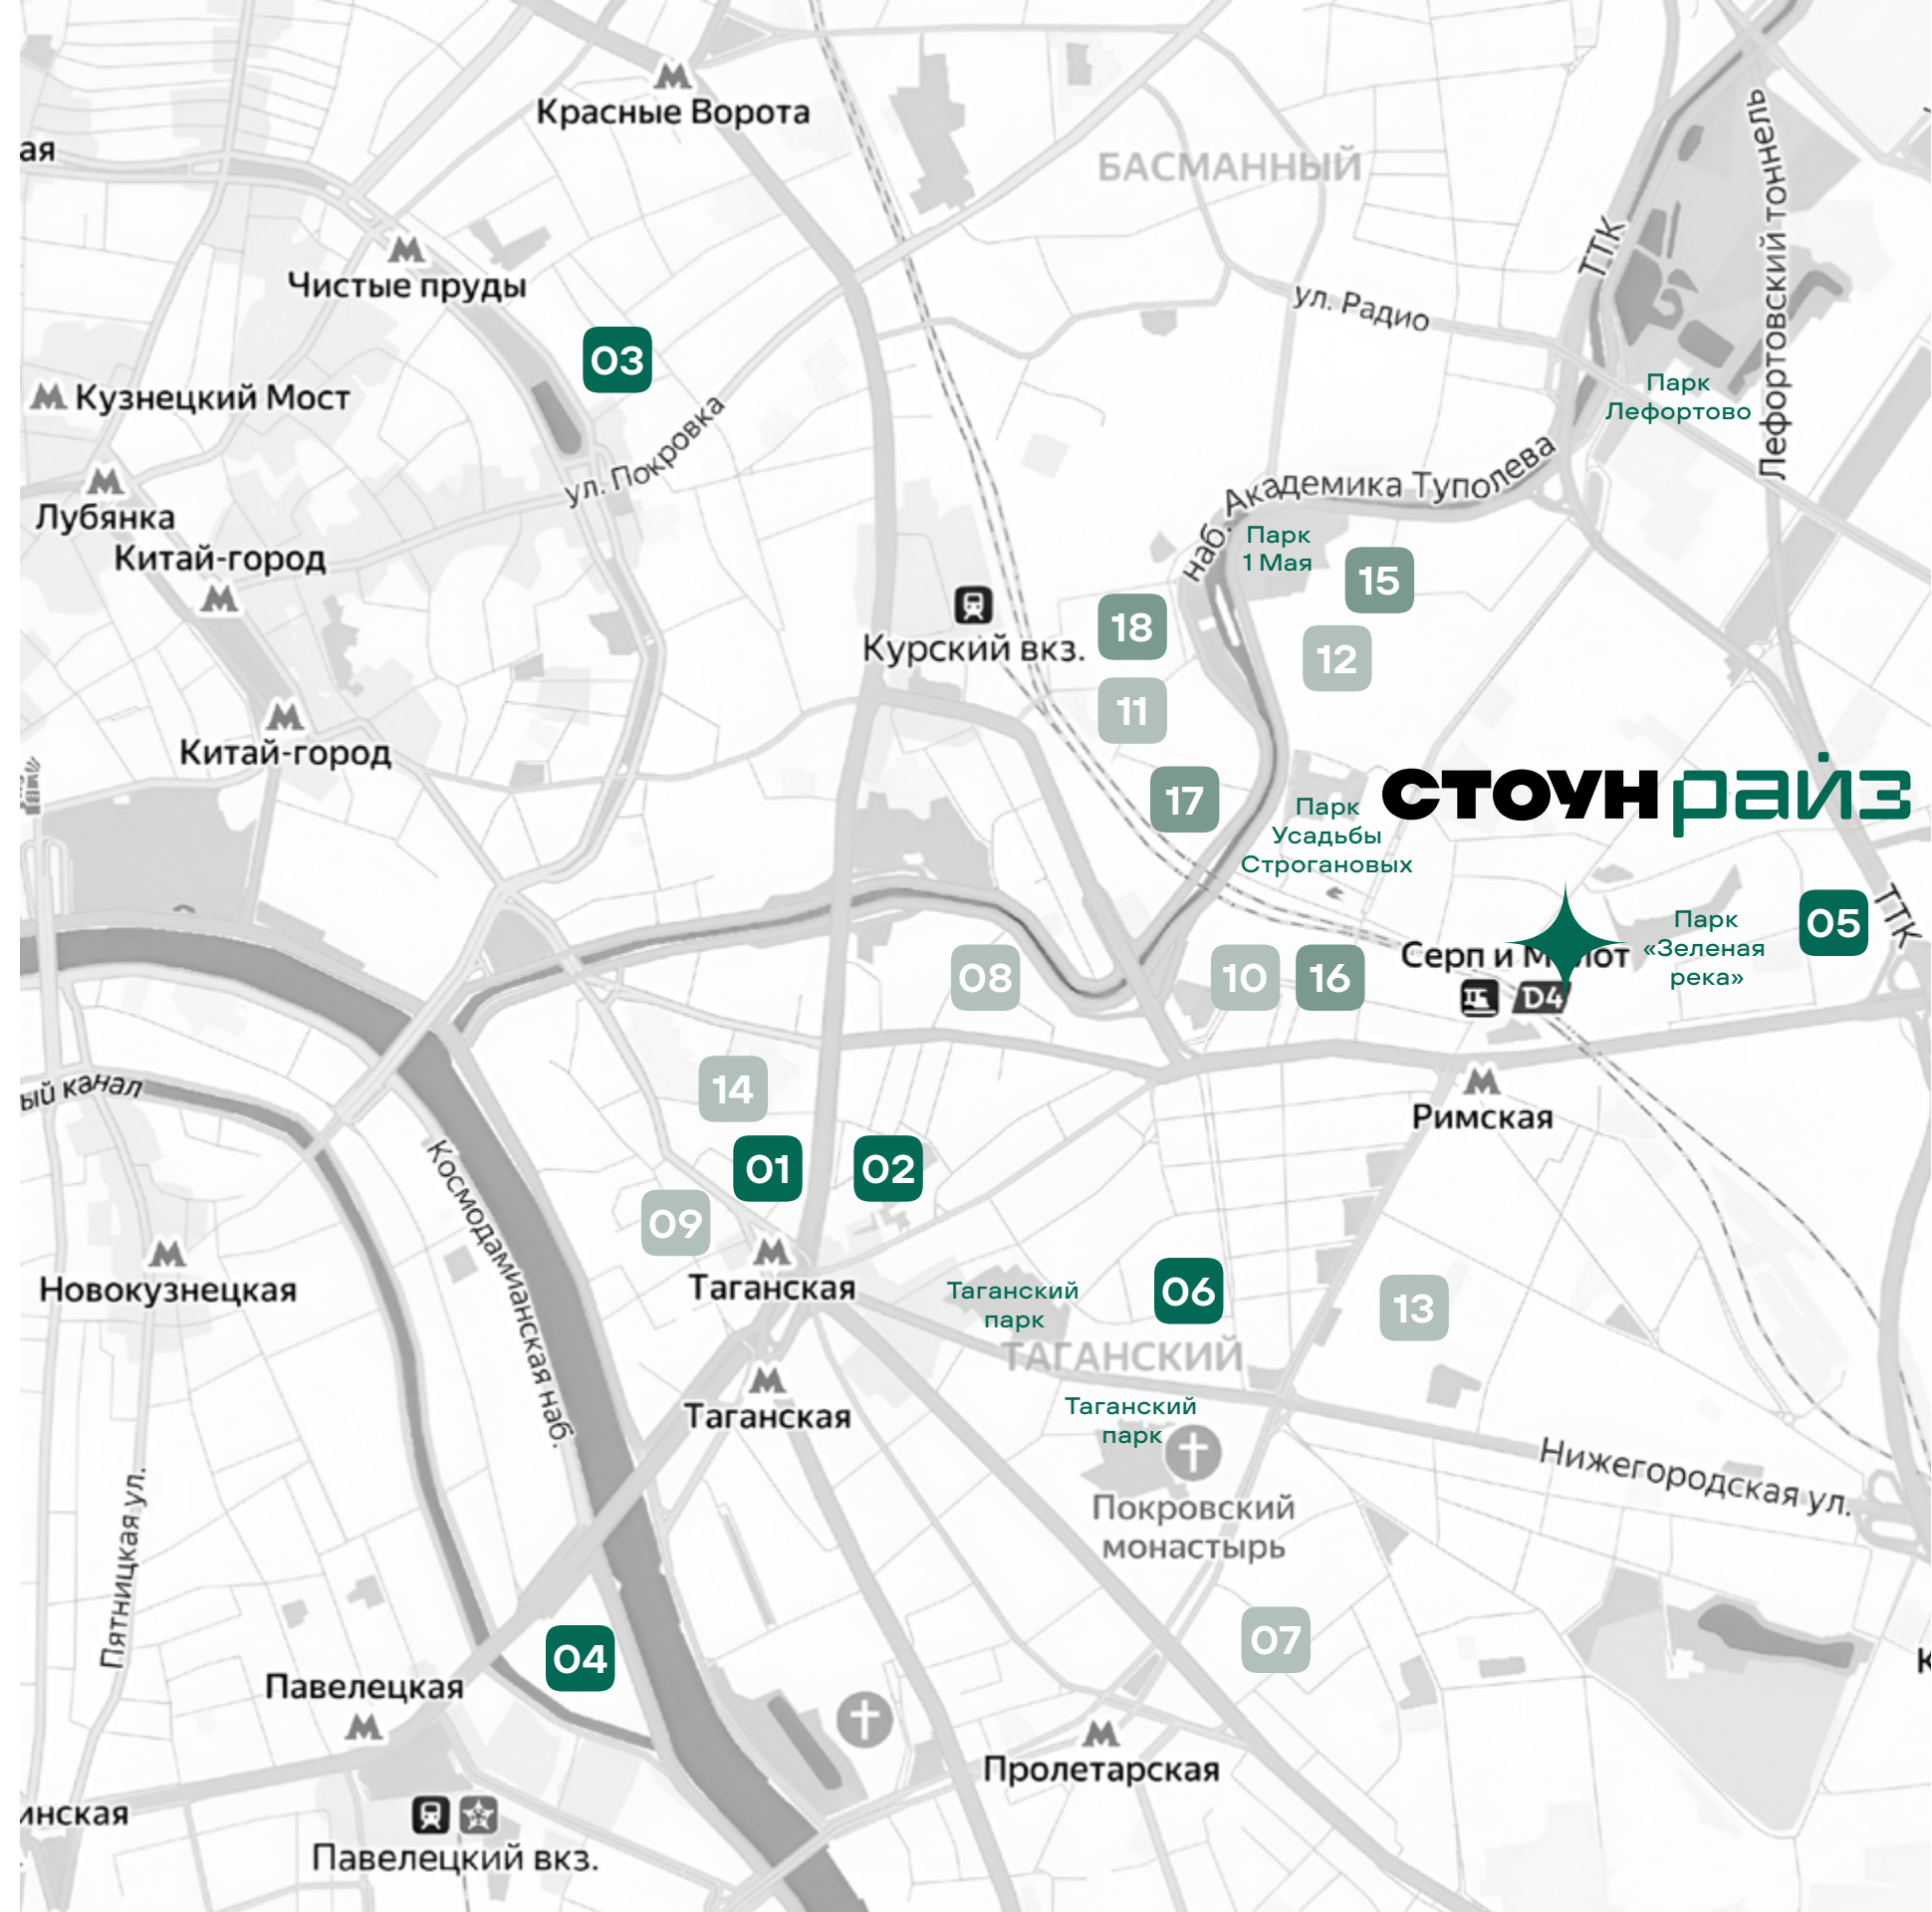 Красные Ворота
ая
БАСМАННЫЙ
Лефортовский тоннель
ТТК
Чистые пруды
ул. Радио
03
Парк
Лефортово
Кузнецкий Мост
ул. Покровка
наб. Академика Туполева
Лубянка
Китай-город
Парк
1 Мая
15
18
Курский вкз.
12
11
Китай-город
17
СТОУН РАЙЗ
Парк
Усадьбы
Строгановых
ТТК
05
Парк
«Зеленая
река»
Серп и Молот
D4
08
10
16
14
ый канал
Римская
01
02
09
Космодамианская наб.
Новокузнецкая
Таганская
Таганский
парк
06
13
ТАГАНСКИЙ
Таганская
Таганский
парк
Нижегородская ул.
Покровский
монастырь
Пятницкая ул.
07
04
К
Павелецкая
Пролетарская
инская
Павелецкий вкз.